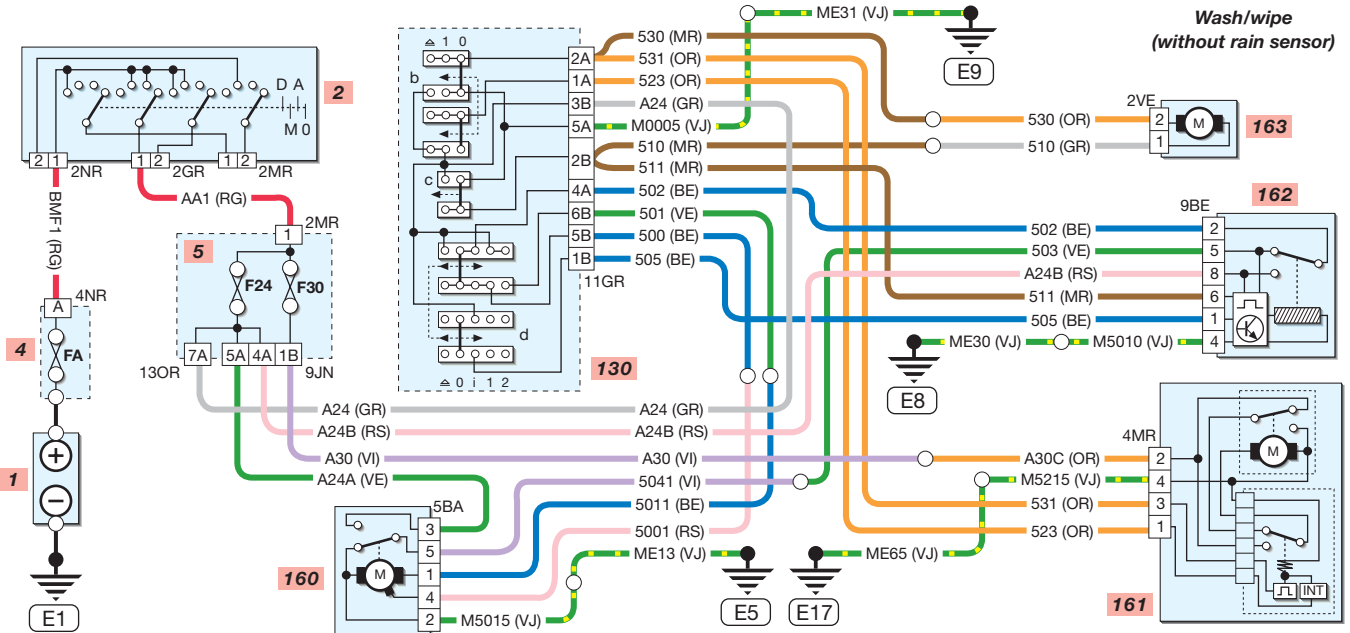 Wash/wipe
(without rain sensor)
ME31 (VJ)
E9
2
D A
M 0
2 1
2NR
1 2
2GR
1 2
2MR
BMF1 (RG)
AA1 (RG)
4NR
A
FA
4
1
+
−
E1
5
2MR
1
F24
F30
7A
5A
4A
1B
13OR
9JN
130
1 0
b
c
d
0 i 1 2
2A
1A
3B
5A
2B
4A
6B
5B
1B
11GR
530 (MR)
531 (OR)
523 (OR)
A24 (GR)
M0005 (VJ)
510 (MR)
511 (MR)
502 (BE)
501 (VE)
500 (BE)
505 (BE)
530 (OR)
510 (GR)
2VE
2
1
M
163
162
9BE
502 (BE)
503 (VE)
A24B (RS)
511 (MR)
505 (BE)
ME30 (VJ)
M5010 (VJ)
2
5
8
6
1
4
E8
A24 (GR)
A24 (GR)
A24B (RS)
A24B (RS)
A30 (VI)
A30 (VI)
A24A (VE)
5041 (VI)
5011 (BE)
5001 (RS)
A30C (OR)
M5215 (VJ)
531 (OR)
523 (OR)
4MR
2
4
3
1
M
INT
161
5BA
3
5
1
4
2
M
160
M5015 (VJ)
ME13 (VJ)
E5
ME65 (VJ)
E17